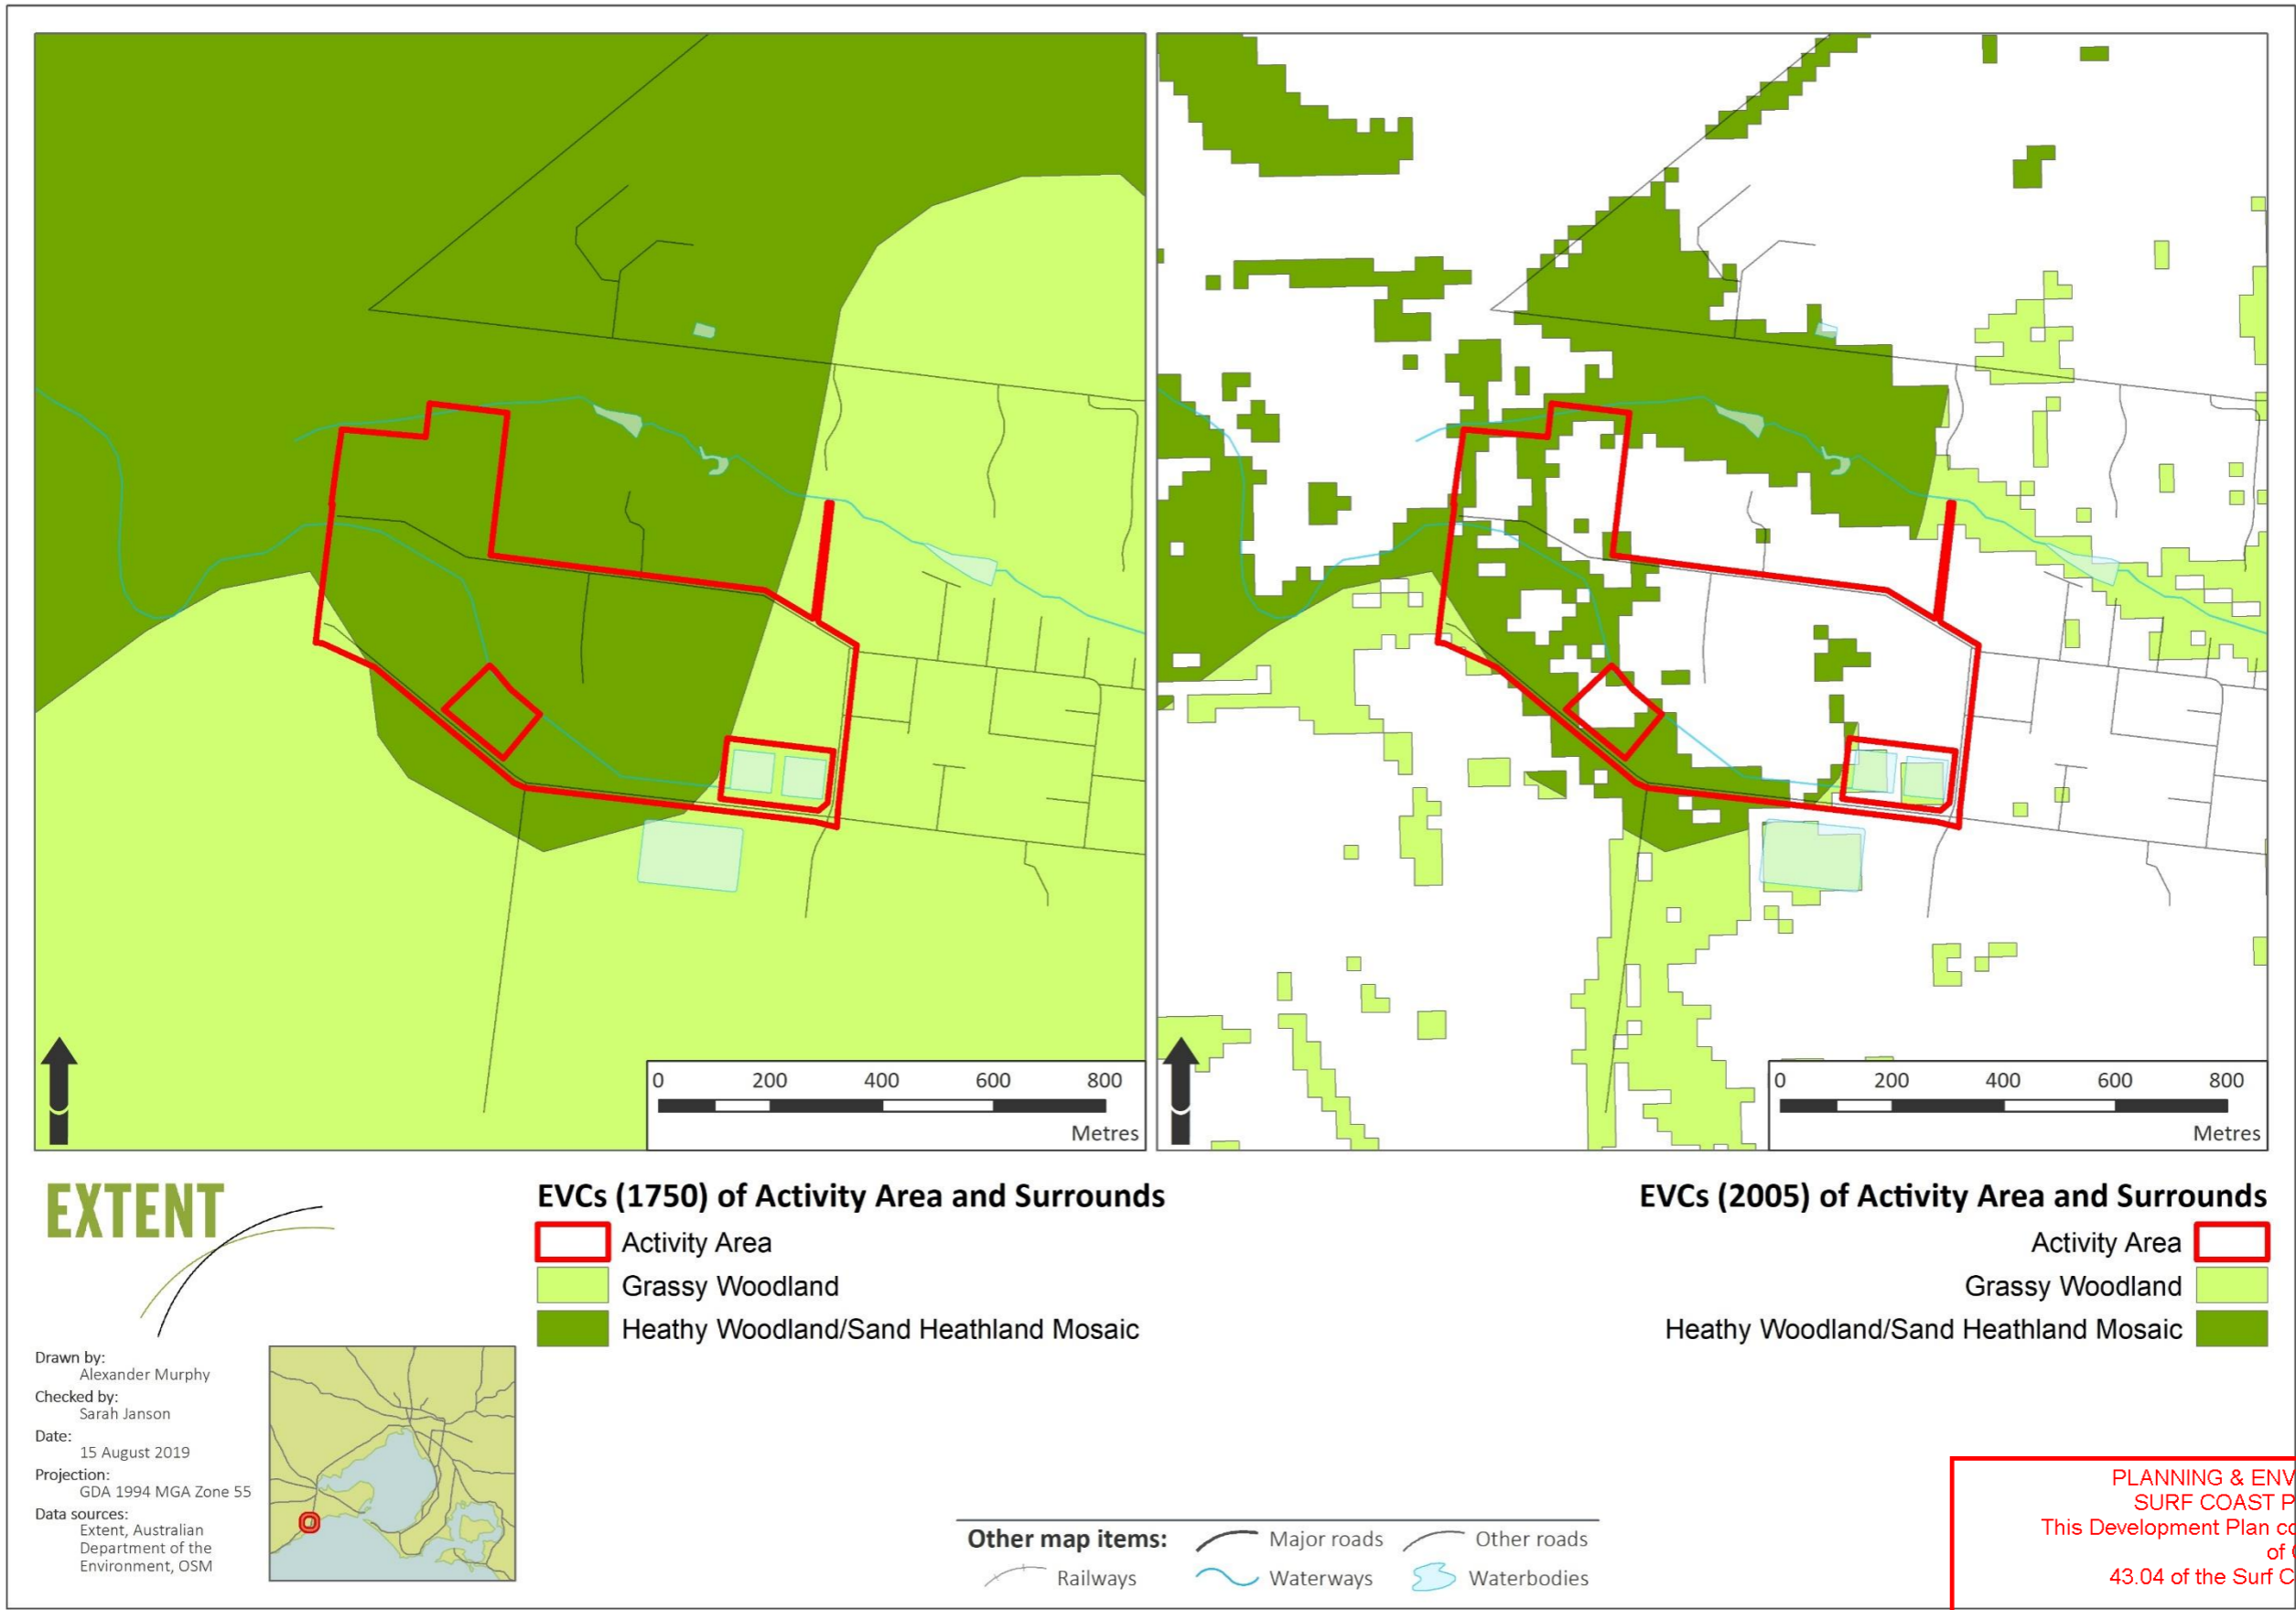 0 200 400 600 800
Metres
0 200 400 600 800
Metres
EXTENT
EVCs (1750) of Activity Area and Surrounds
Activity Area
Grassy Woodland
Heathy Woodland/Sand Heathland Mosaic
EVCs (2005) of Activity Area and Surrounds
Activity Area
Grassy Woodland
Heathy Woodland/Sand Heathland Mosaic
Drawn by:
Alexander Murphy
Checked by:
Sarah Janson
Date:
15 August 2019
Projection:
GDA 1994 MGA Zone 55
Data sources:
Extent, Australian
Department of the
Environment, OSM
Other map items:
Major roads
Other roads
Railways
Waterways
Waterbodies
PLANNING & ENV
SURF COAST P
This Development Plan co
of
43.04 of the Surf C